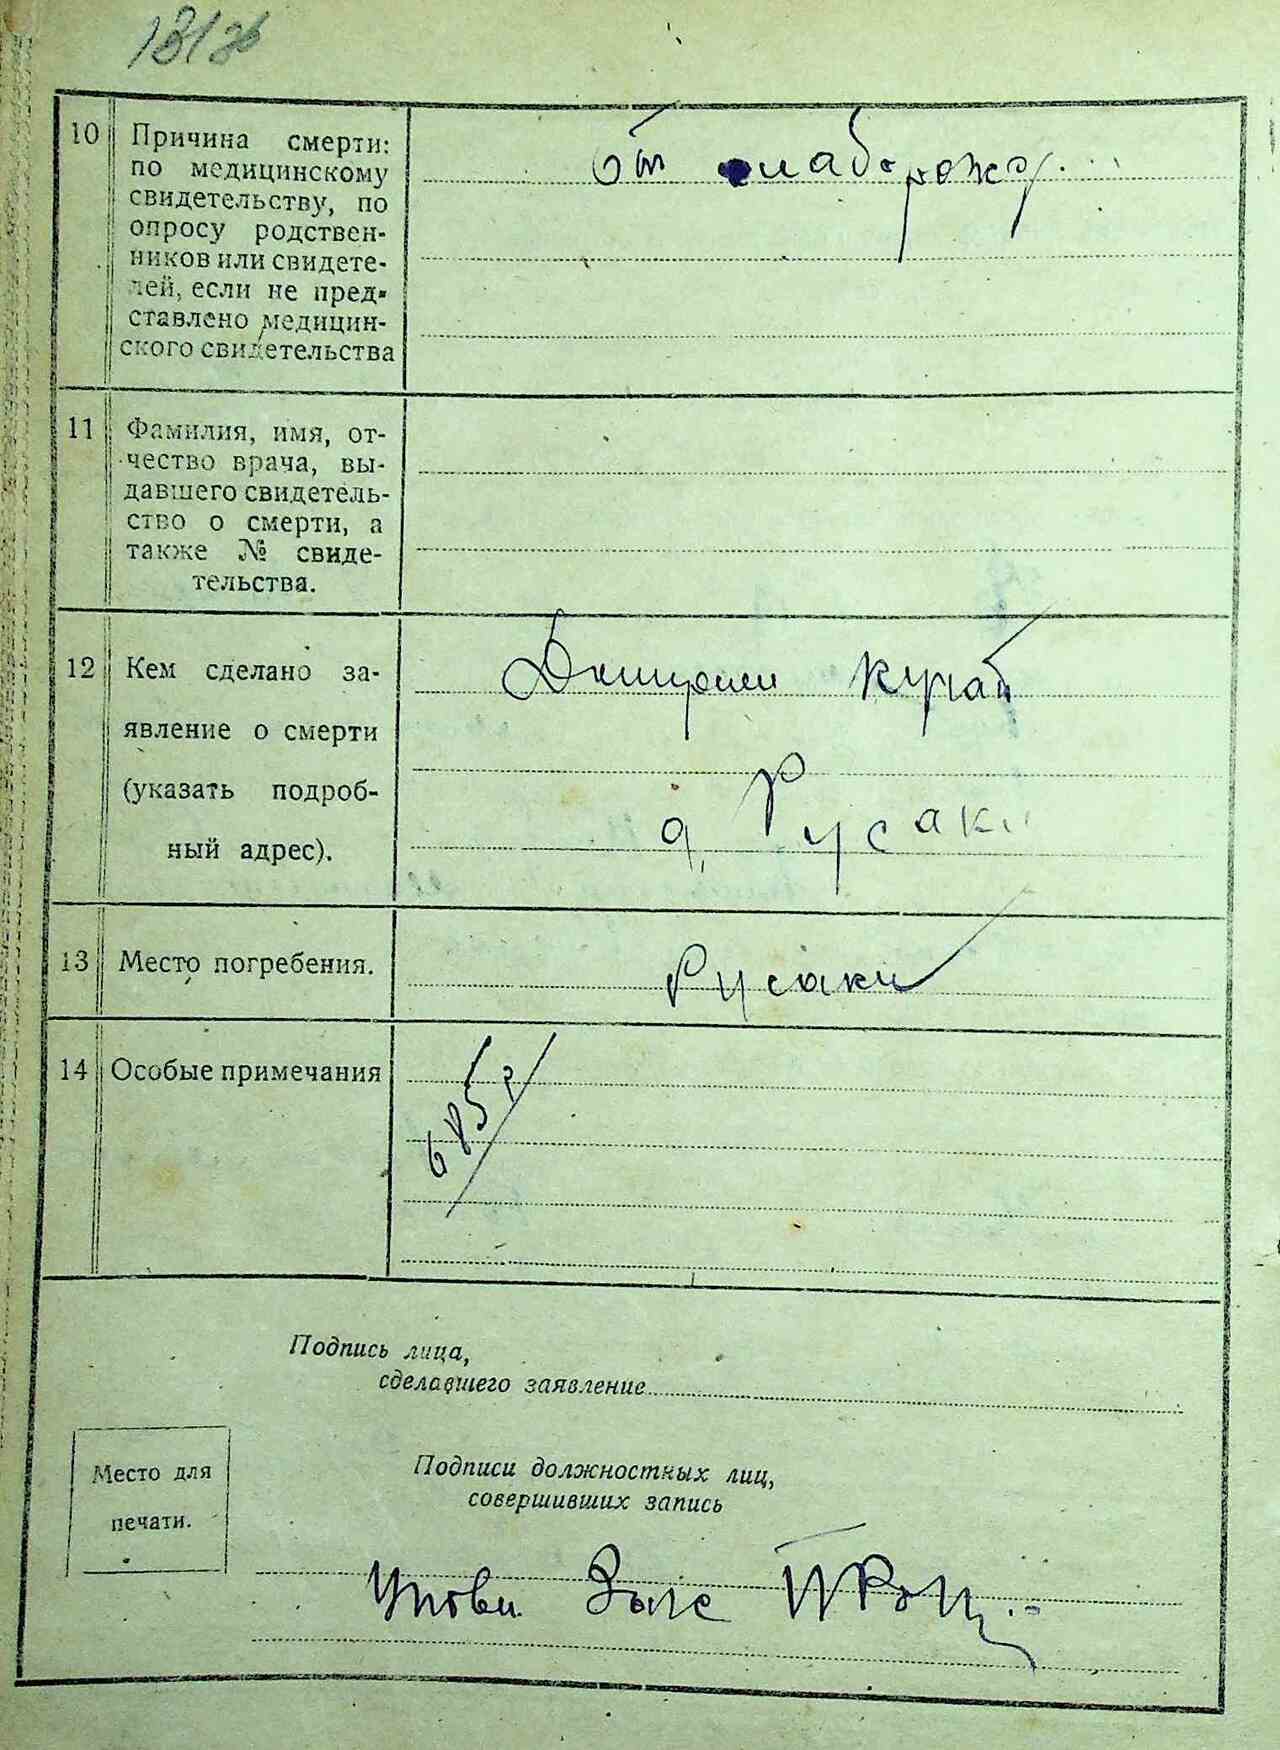 10 Причина смерти:
по медицинскому
свидетельству, по
опросу родствен-
ников или свидете-
лей, если не пред-
ставлено медицин-
ского свидетельства
От слаборожд.
11 Фамилия, имя, от-
чество врача, вы-
давшего свидетель-
ство о смерти, а
также № свиде-
тельства.
12 Кем сделано за-
явление о смерти
(указать подроб-
ный адрес).
д. Русаки
13 Место погребения.
Русаки
14 Особые примечания
Подпись лица,
сделавшего заявление
Место для
печати.
Подписи должностных лиц,
совершивших запись